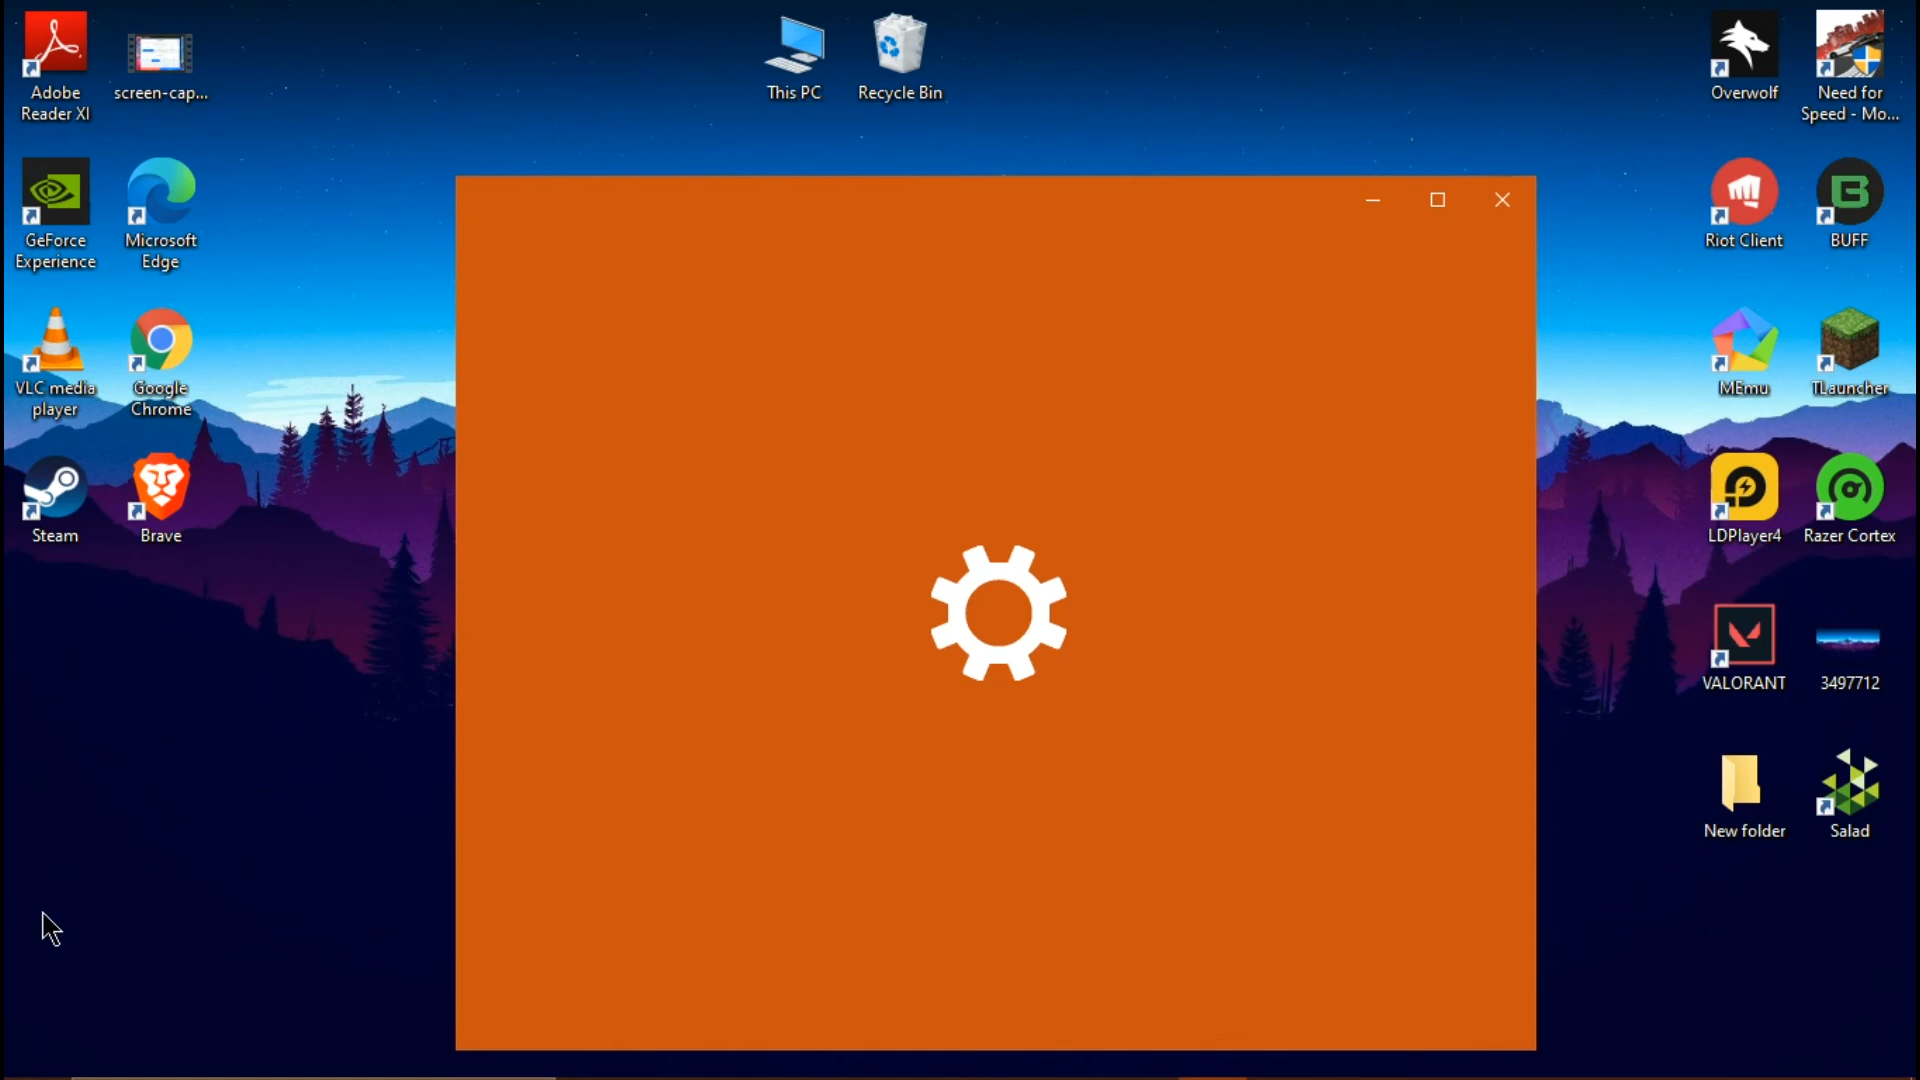 Adobe
Reader XI
screen-cap...
This PC
Recycle Bin
Overwolf
Need for
Speed - Mo...
GeForce
Experience
Microsoft
Edge
Riot Client
BUFF
VLC media
player
Google
Chrome
MEmu
TLauncher
Steam
Brave
LDPlayer4
Razer Cortex
VALORANT
3497712
New folder
Salad